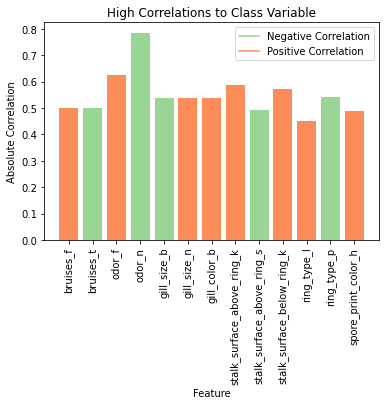 High Correlations to Class Variable
Negative Correlation
Positive Correlation
Absolute Correlation
0.8
0.7
0.6
0.5
0.4
0.3
0.2
0.1
0.0
bruises_f
bruises_t
odor_f
odor_n
gill_size_b
gill_size_n
gill_color_b
stalk_surface_above_ring_k
stalk_surface_above_ring_s
stalk_surface_below_ring_k
ring_type_l
ring_type_p
spore_print_color_h
Feature